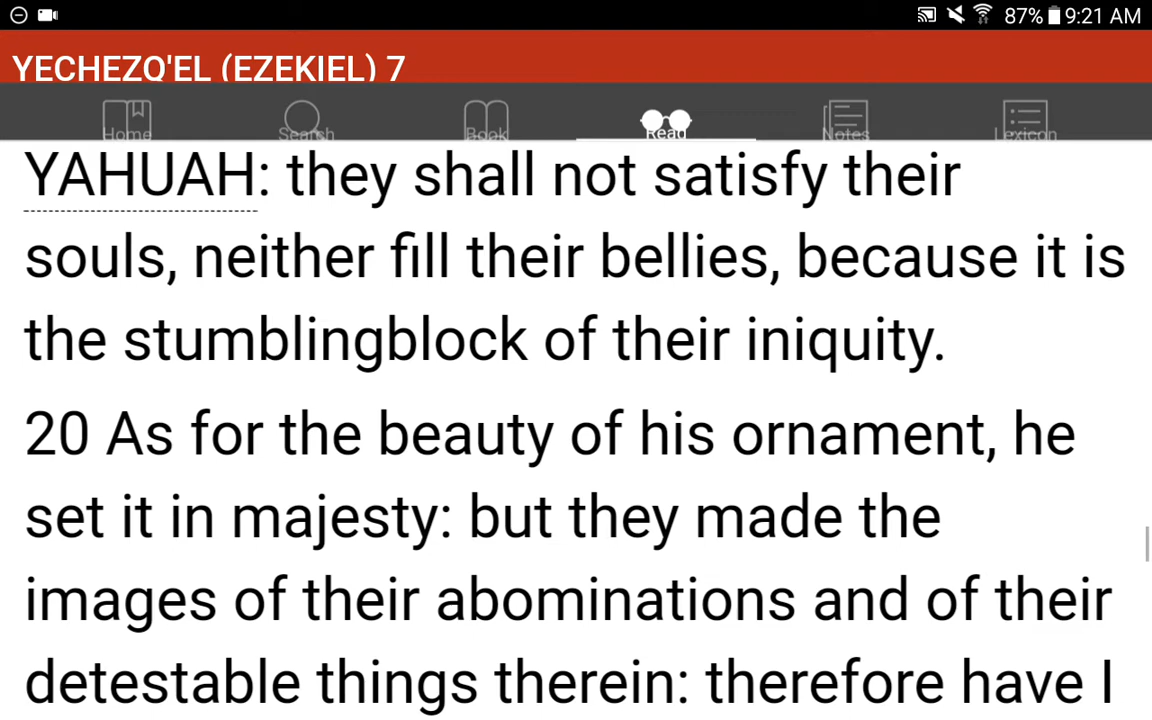 87% 9:21 AM
YECHEZQ'EL (EZEKIEL) 7
Home Search Book Read Notes Lexicon
YAHUAH: they shall not satisfy their
souls, neither fill their bellies, because it is
the stumblingblock of their iniquity.
20 As for the beauty of his ornament, he
set it in majesty: but they made the
images of their abominations and of their
detestable things therein: therefore have I